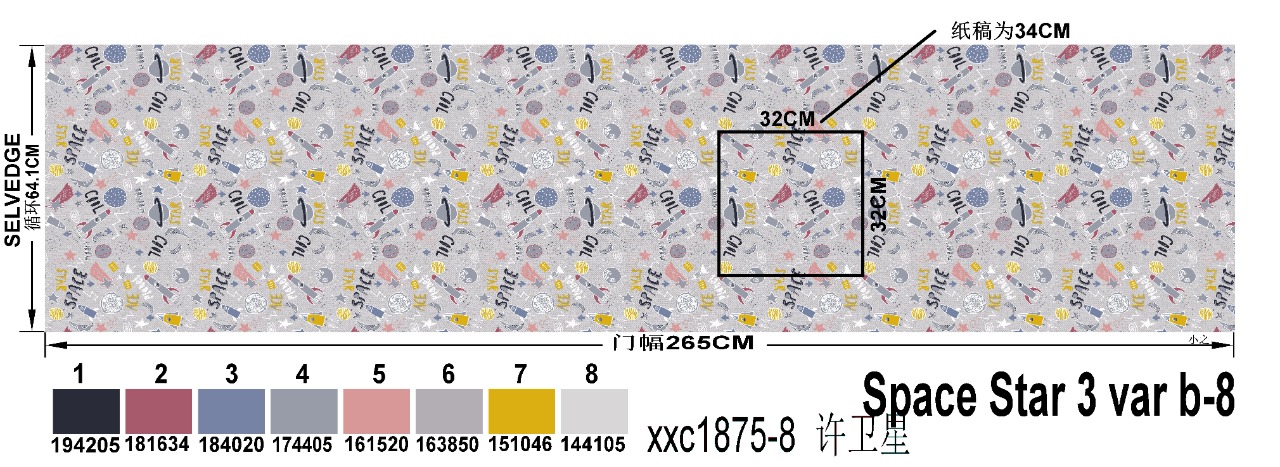 纸稿为34CM
32CM
32CM
SELVEDGE
循环64.1CM
SPACE
STAR
门幅265CM
小之
1 2 3 4 5 6 7 8
194205 181634 184020 174405 161520 163850 151046 144105
Space Star 3 var b-8
xxc1875-8 许卫星